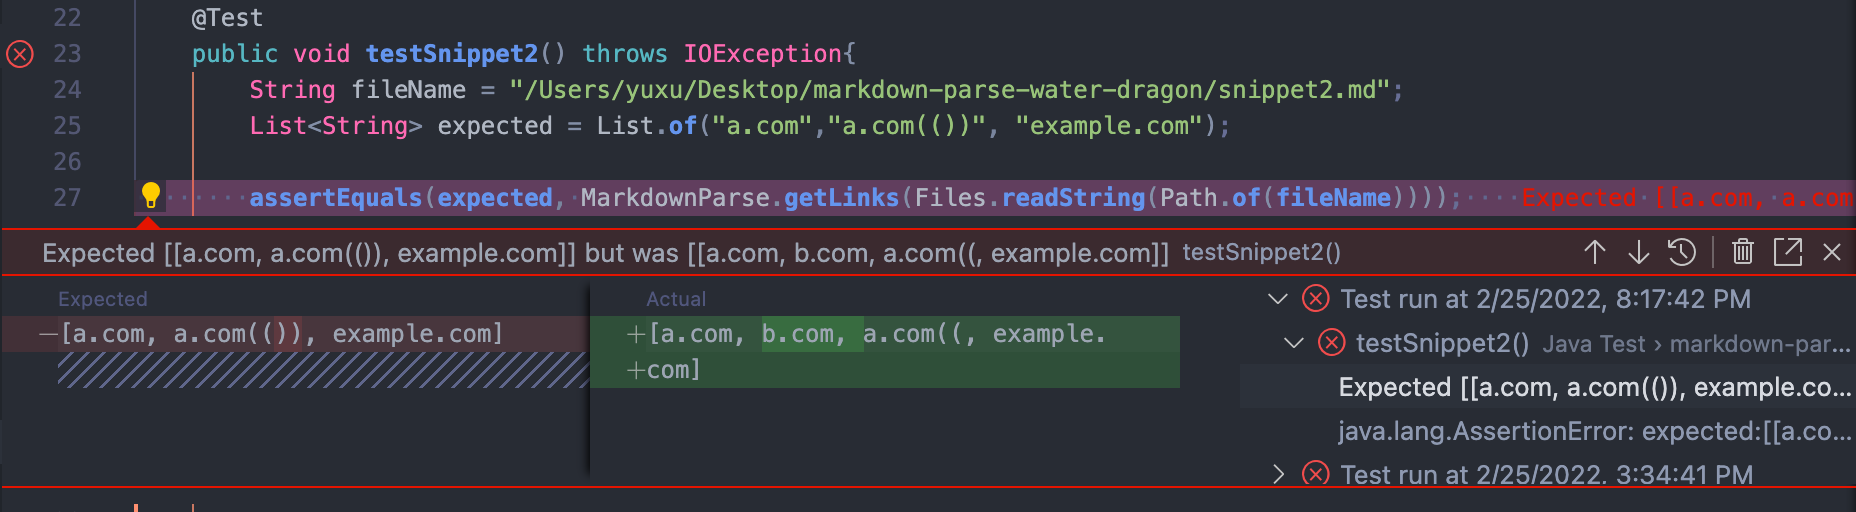 22 @Test
23 public void testSnippet2() throws IOException{
24 String fileName = "/Users/yuxu/Desktop/markdown-parse-water-dragon/snippet2.md";
25 List<String> expected = List.of("a.com","a.com(())", "example.com");
26
27 assertEquals(expected, MarkdownParse.getLinks(Files.readString(Path.of(fileName)))); Expected [[a.com, a.com
Expected [[a.com, a.com(()), example.com]] but was [[a.com, b.com, a.com((, example.com]] testSnippet2()
Expected
—[a.com, a.com(()), example.com]
Actual
+[a.com, b.com, a.com((, example.
+com]
Test run at 2/25/2022, 8:17:42 PM
testSnippet2() Java Test › markdown-par...
Expected [[a.com, a.com(()), example.co...
java.lang.AssertionError: expected:[[a.co...
Test run at 2/25/2022, 3:34:41 PM